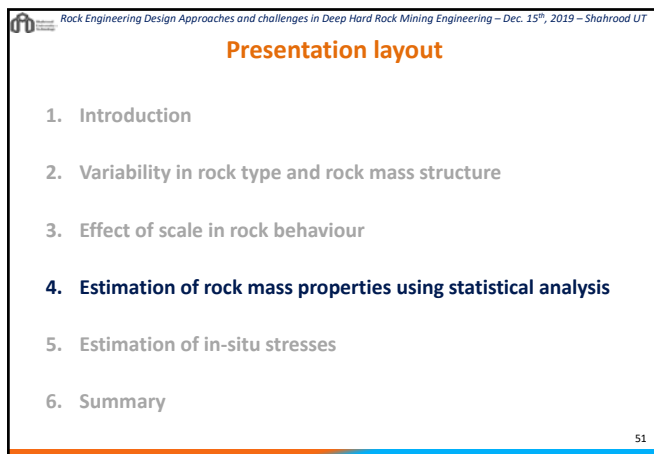 Rock Engineering Design Approaches and challenges in Deep Hard Rock Mining Engineering – Dec. 15th, 2019 – Shahrood UT
Presentation layout
1. Introduction
2. Variability in rock type and rock mass structure
3. Effect of scale in rock behaviour
4. Estimation of rock mass properties using statistical analysis
5. Estimation of in-situ stresses
6. Summary
51